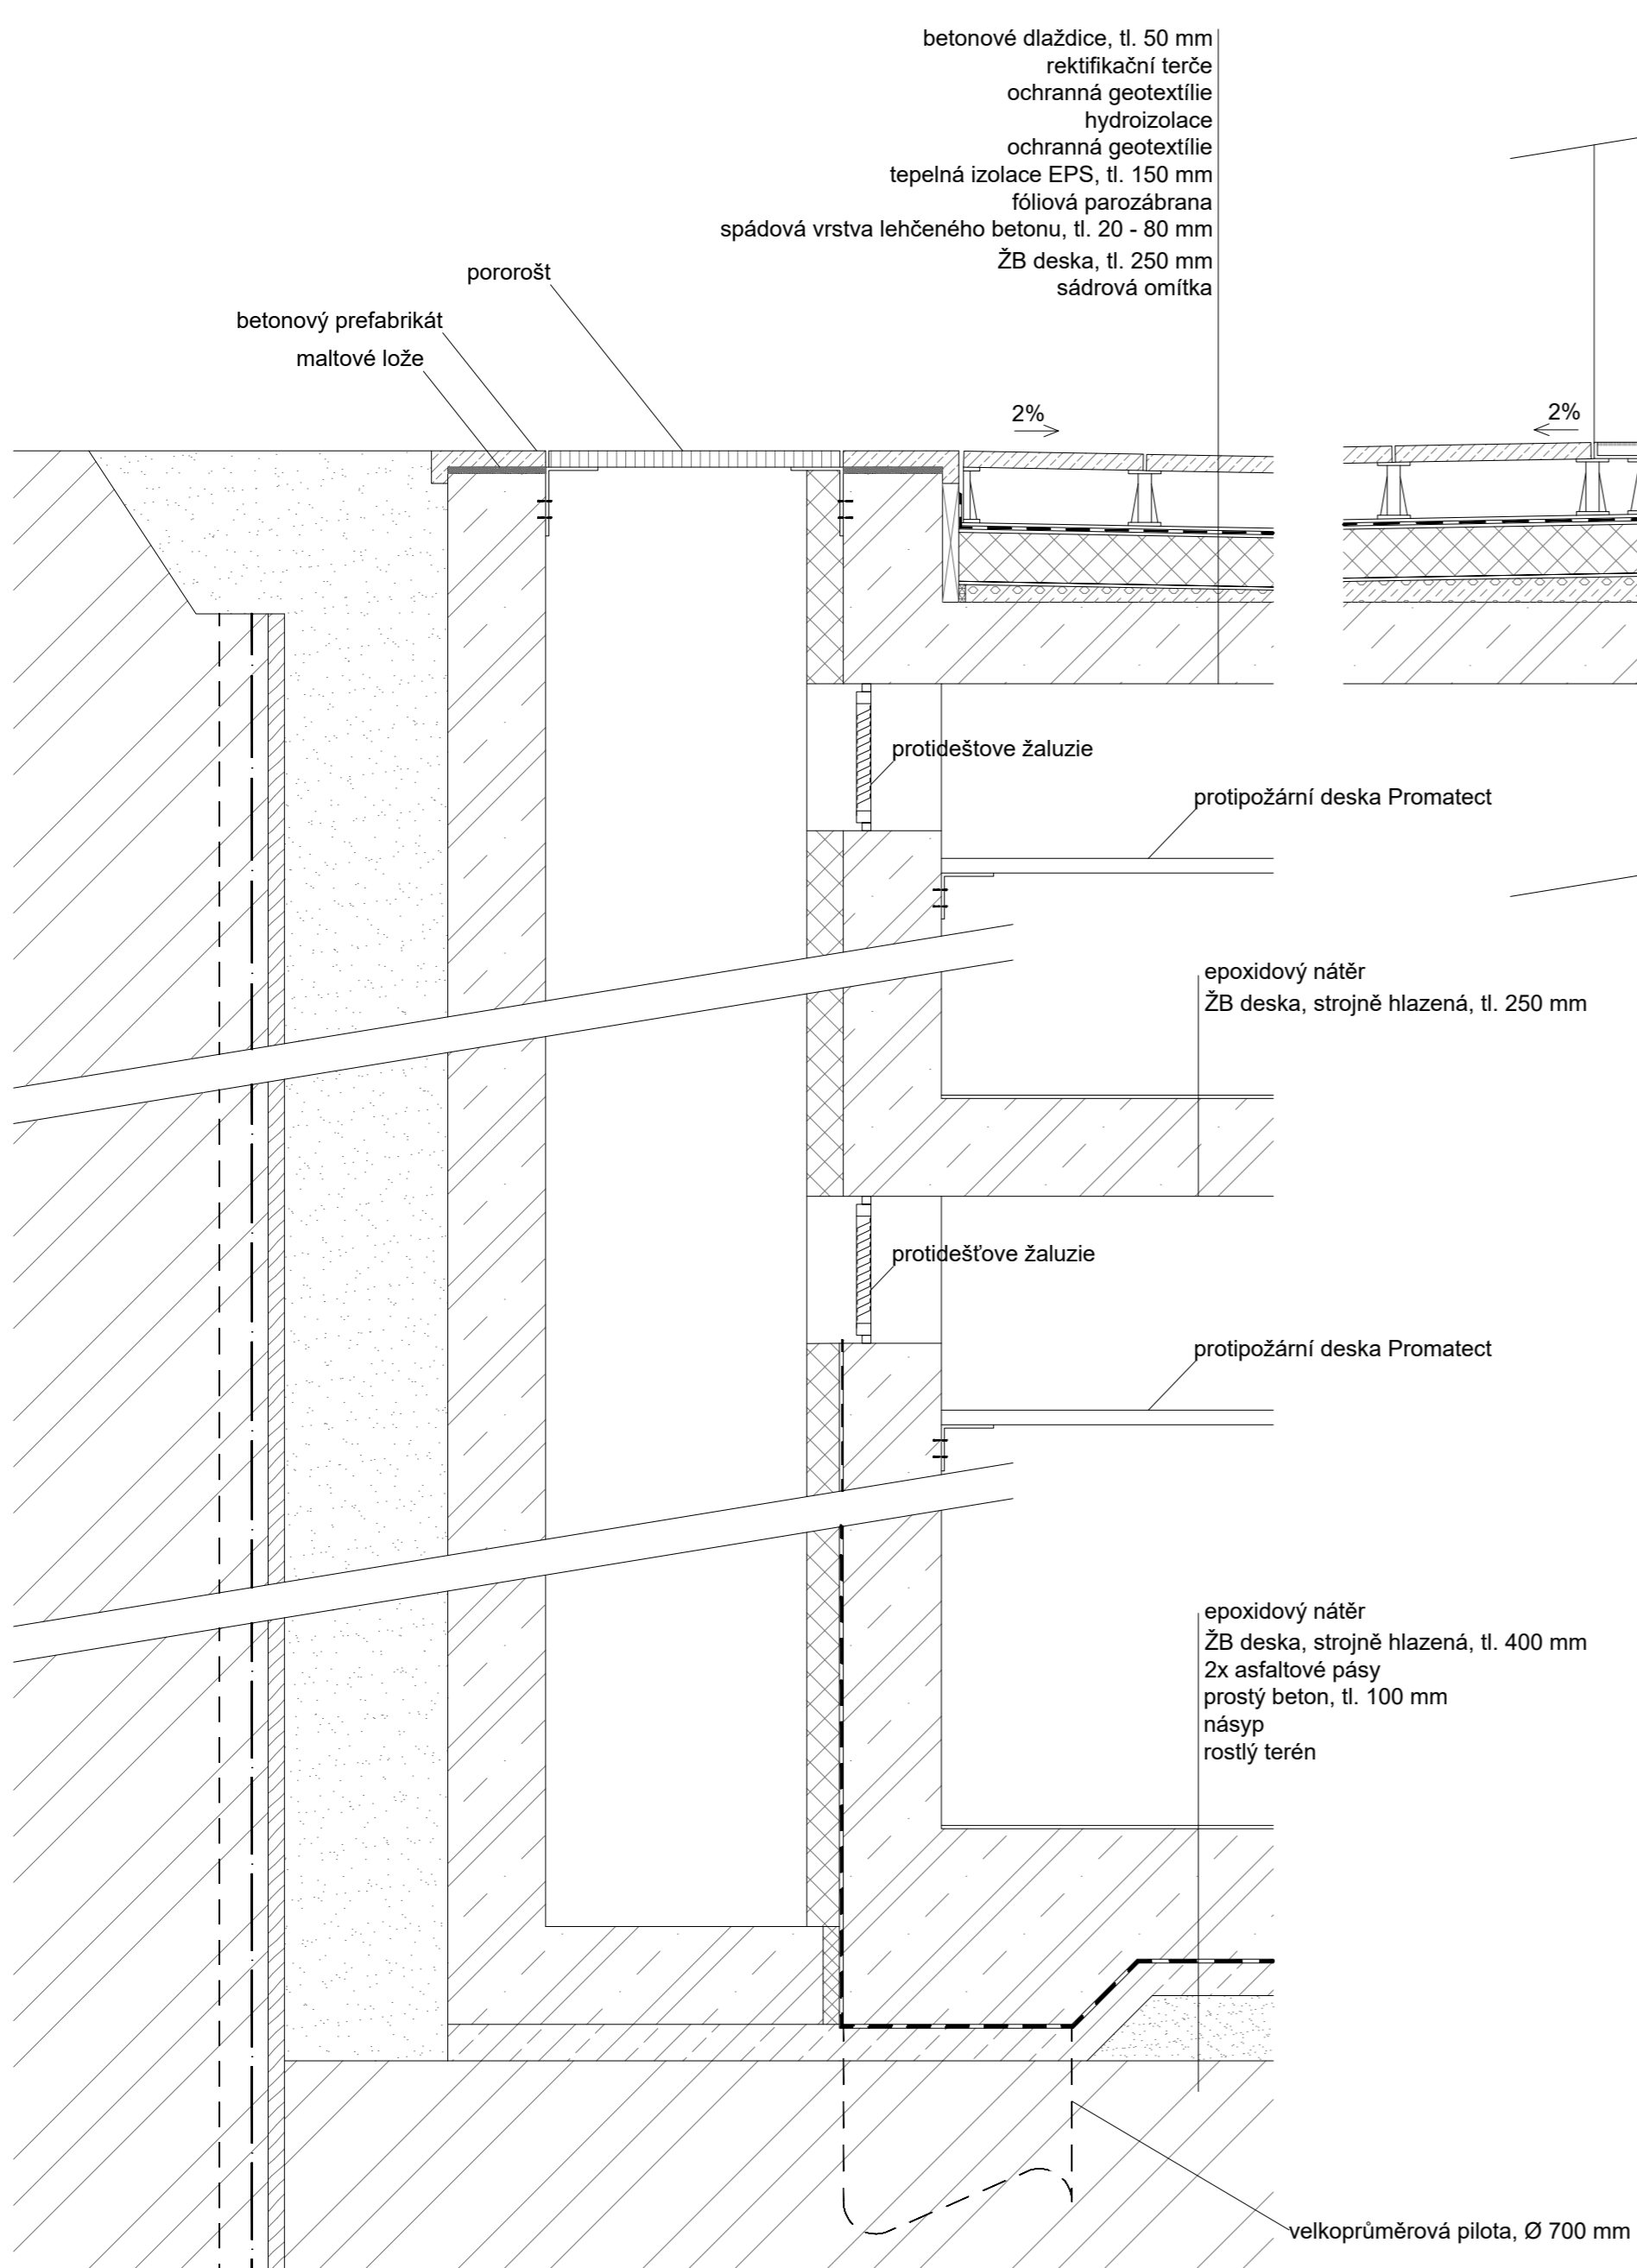 betonové dlaždice, tl. 50 mm
rektifikační terče
ochranná geotextílie
hydroizolace
ochranná geotextílie
tepelná izolace EPS, tl. 150 mm
fóliová parozábrana
spádová vrstva lehčeného betonu, tl. 20 - 80 mm
ŽB deska, tl. 250 mm
sádrová omítka
pororošt
betonový prefabrikát
maltové lože
2%
2%
protideštove žaluzie
protipožární deska Promatect
epoxidový nátěr
ŽB deska, strojně hlazená, tl. 250 mm
protidešťove žaluzie
protipožární deska Promatect
epoxidový nátěr
ŽB deska, strojně hlazená, tl. 400 mm
2x asfaltové pásy
prostý beton, tl. 100 mm
násyp
rostlý terén
velkoprůměrová pilota, Ø 700 mm